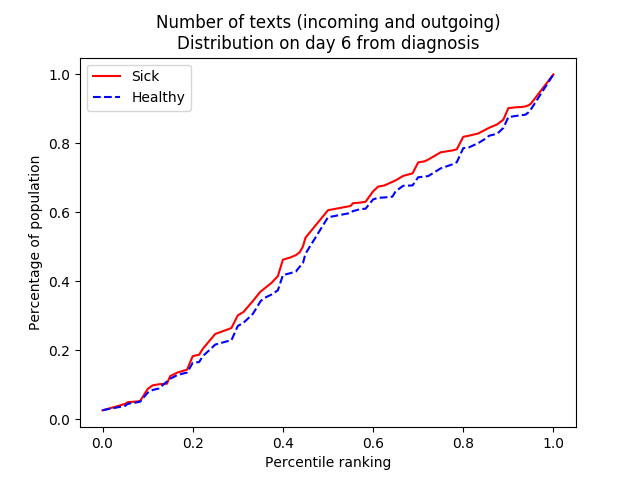 Number of texts (incoming and outgoing)
Distribution on day 6 from diagnosis
Sick
Healthy
1.0
0.8
0.6
0.4
0.2
0.0
Percentage of population
0.0 0.2 0.4 0.6 0.8 1.0
Percentile ranking